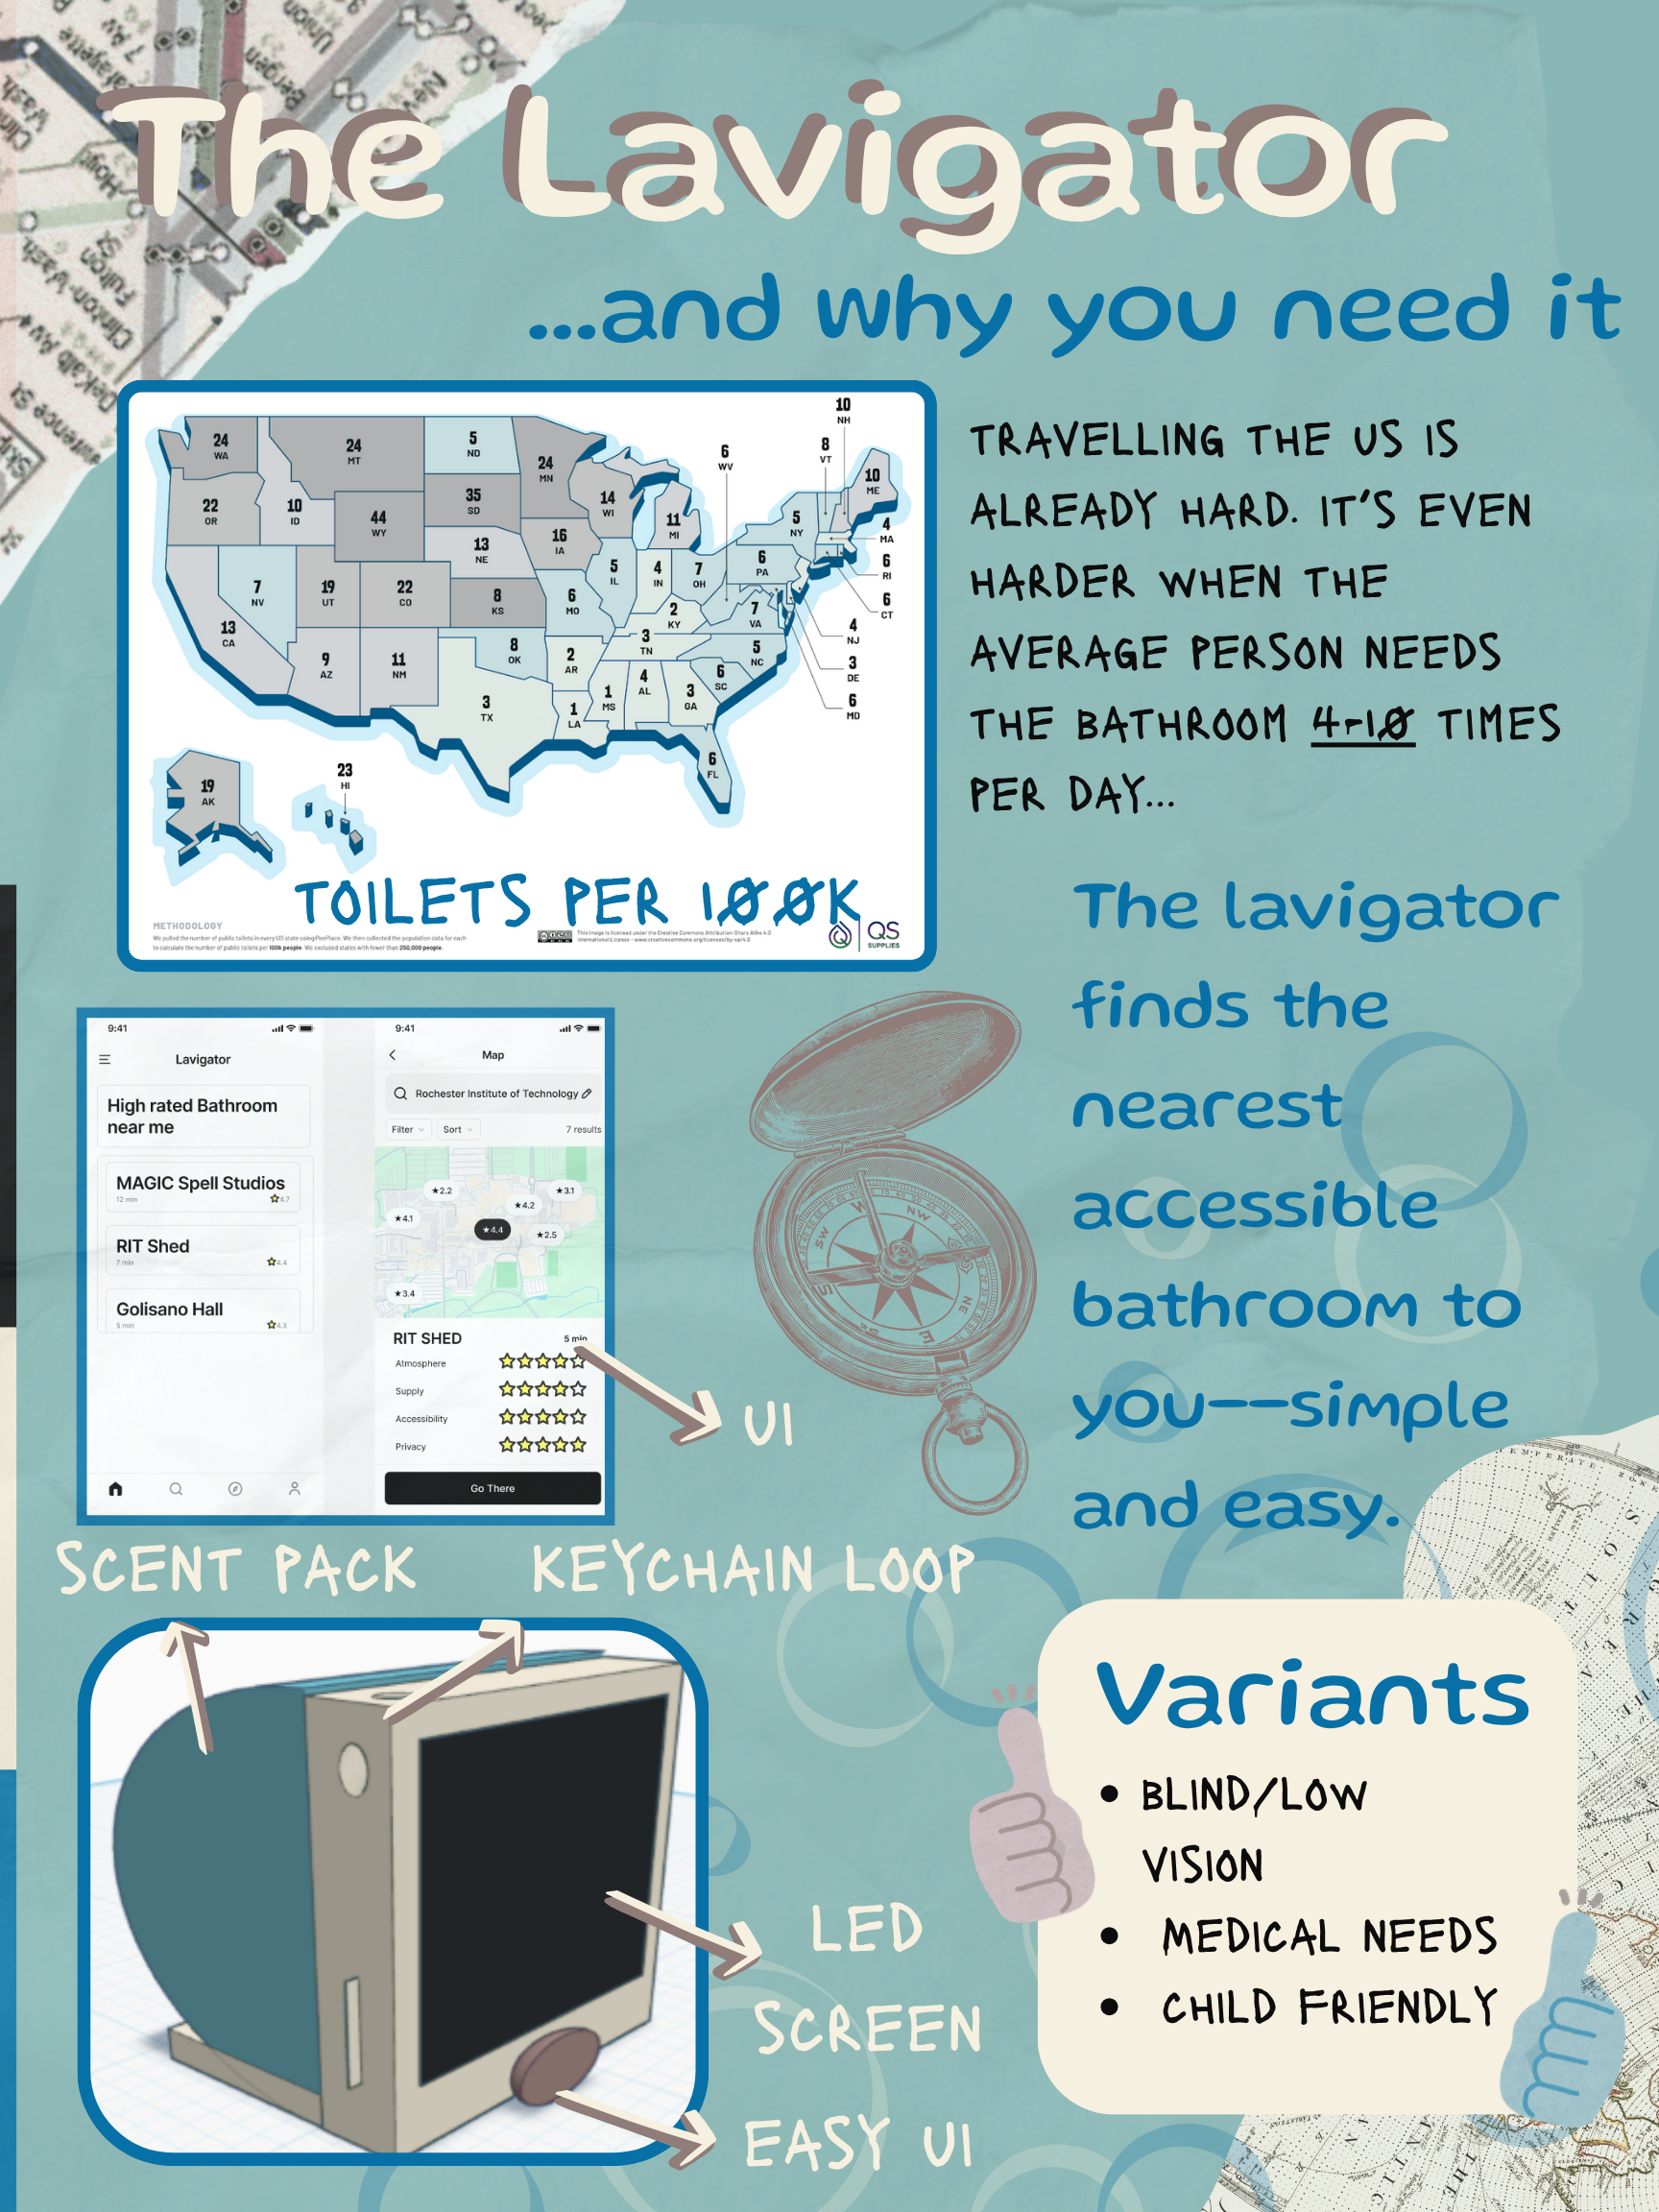 The Lavigator
...and why you need it
24
WA
24
MT
5
ND
24
MN
22
OR
10
ID
35
SD
44
WY
14
WI
11
MI
6
WV
8
VT
10
NH
10
ME
5
NY
4
MA
6
RI
6
CT
13
NE
16
IA
5
IL
4
IN
7
OH
6
PA
7
NV
19
UT
22
CO
8
KS
6
MO
2
KY
7
VA
4
NJ
3
DE
6
MD
13
CA
9
AZ
11
NM
8
OK
2
AR
3
TN
5
NC
6
SC
3
TX
1
LA
1
MS
4
AL
3
GA
6
FL
19
AK
23
HI
TOILETS PER 100K
METHODOLOGY
We pulled the number of public toilets in every US state using PeePlace. We then collected the population data for each
to calculate the number of public toilets per 100k people. We excluded states with fewer than 250,000 people.
This image is licensed under the Creative Commons Attribution-Share Alike 4.0
International License - www.creativecommons.org/licenses/by-sa/4.0
QS
SUPPLIES
TRAVELLING THE US IS
ALREADY HARD. IT'S EVEN
HARDER WHEN THE
AVERAGE PERSON NEEDS
THE BATHROOM 4-10 TIMES
PER DAY...
The lavigator
finds the
nearest
accessible
bathroom to
you--simple
and easy.
9:41
Lavigator
High rated Bathroom
near me
MAGIC Spell Studios
12 min
4.7
RIT Shed
7 min
4.4
Golisano Hall
5 min
4.3
9:41
Map
Rochester Institute of Technology
Filter
Sort
7 results
★2.2
★3.1
★4.2
★4.1
★4.4
★2.5
★3.4
RIT SHED
5 min
Atmosphere
Supply
Accessibility
Privacy
Go There
UI
W
NW
SW
S
NE
E
SCENT PACK
KEYCHAIN LOOP
LED
SCREEN
EASY UI
Variants
• BLIND/LOW
VISION
• MEDICAL NEEDS
• CHILD FRIENDLY